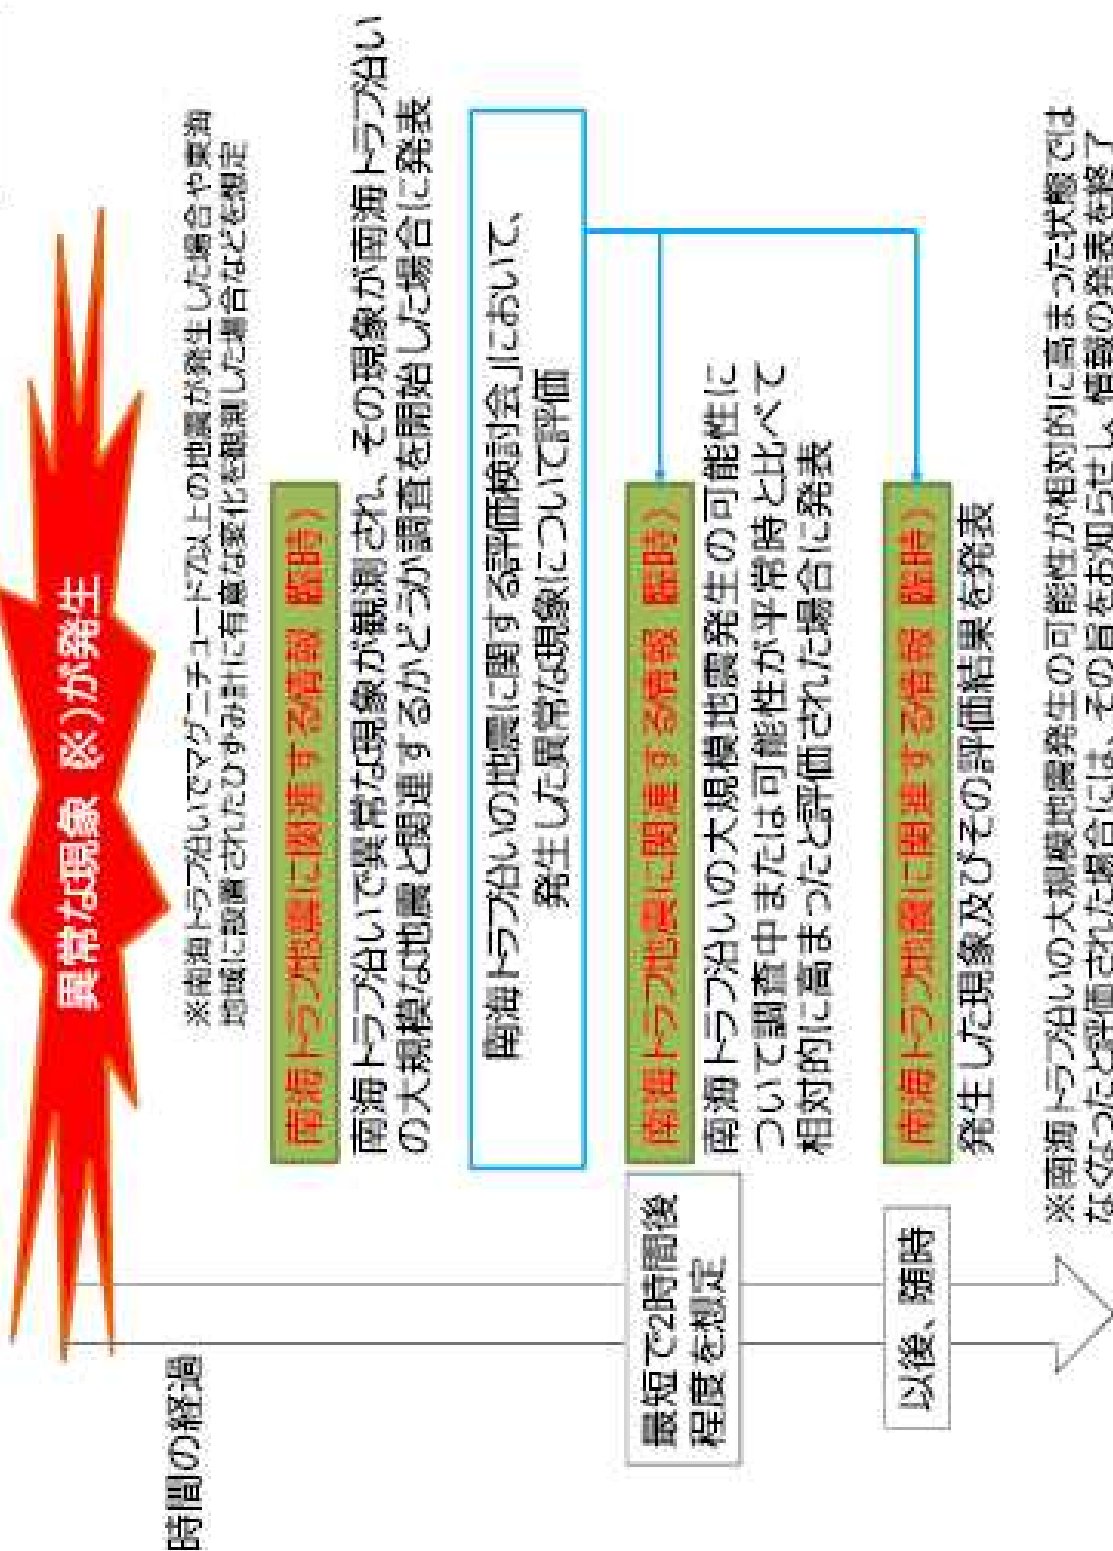 異常な現象（※）が発生
※南海トラフ沿いでマグニチュード7以上の地震が発生した場合や東海
地域に設置されたひずみ計に有意な変化を観測した場合などを想定
時間の経過
南海トラフ地震に関連する情報（臨時）
南海トラフ沿いで異常な現象が観測され、その現象が南海トラフ沿い
の大規模な地震と関連するかどうか調査を開始した場合に発表
「南海トラフ沿いの地震に関する評価検討会」において、
発生した異常な現象について評価
最短で2時間後
程度を想定
南海トラフ地震に関連する情報（臨時）
南海トラフ沿いの大規模地震発生の可能性に
ついて調査中または可能性が平常時と比べて
相対的に高まったと評価された場合に発表
以後、随時
南海トラフ地震に関連する情報（臨時）
発生した現象及びその評価結果を発表
※南海トラフ沿いの大規模地震発生の可能性が相対的に高まった状態では
なくなったと評価された場合には、その旨をお知らせし、情報の発表を終了